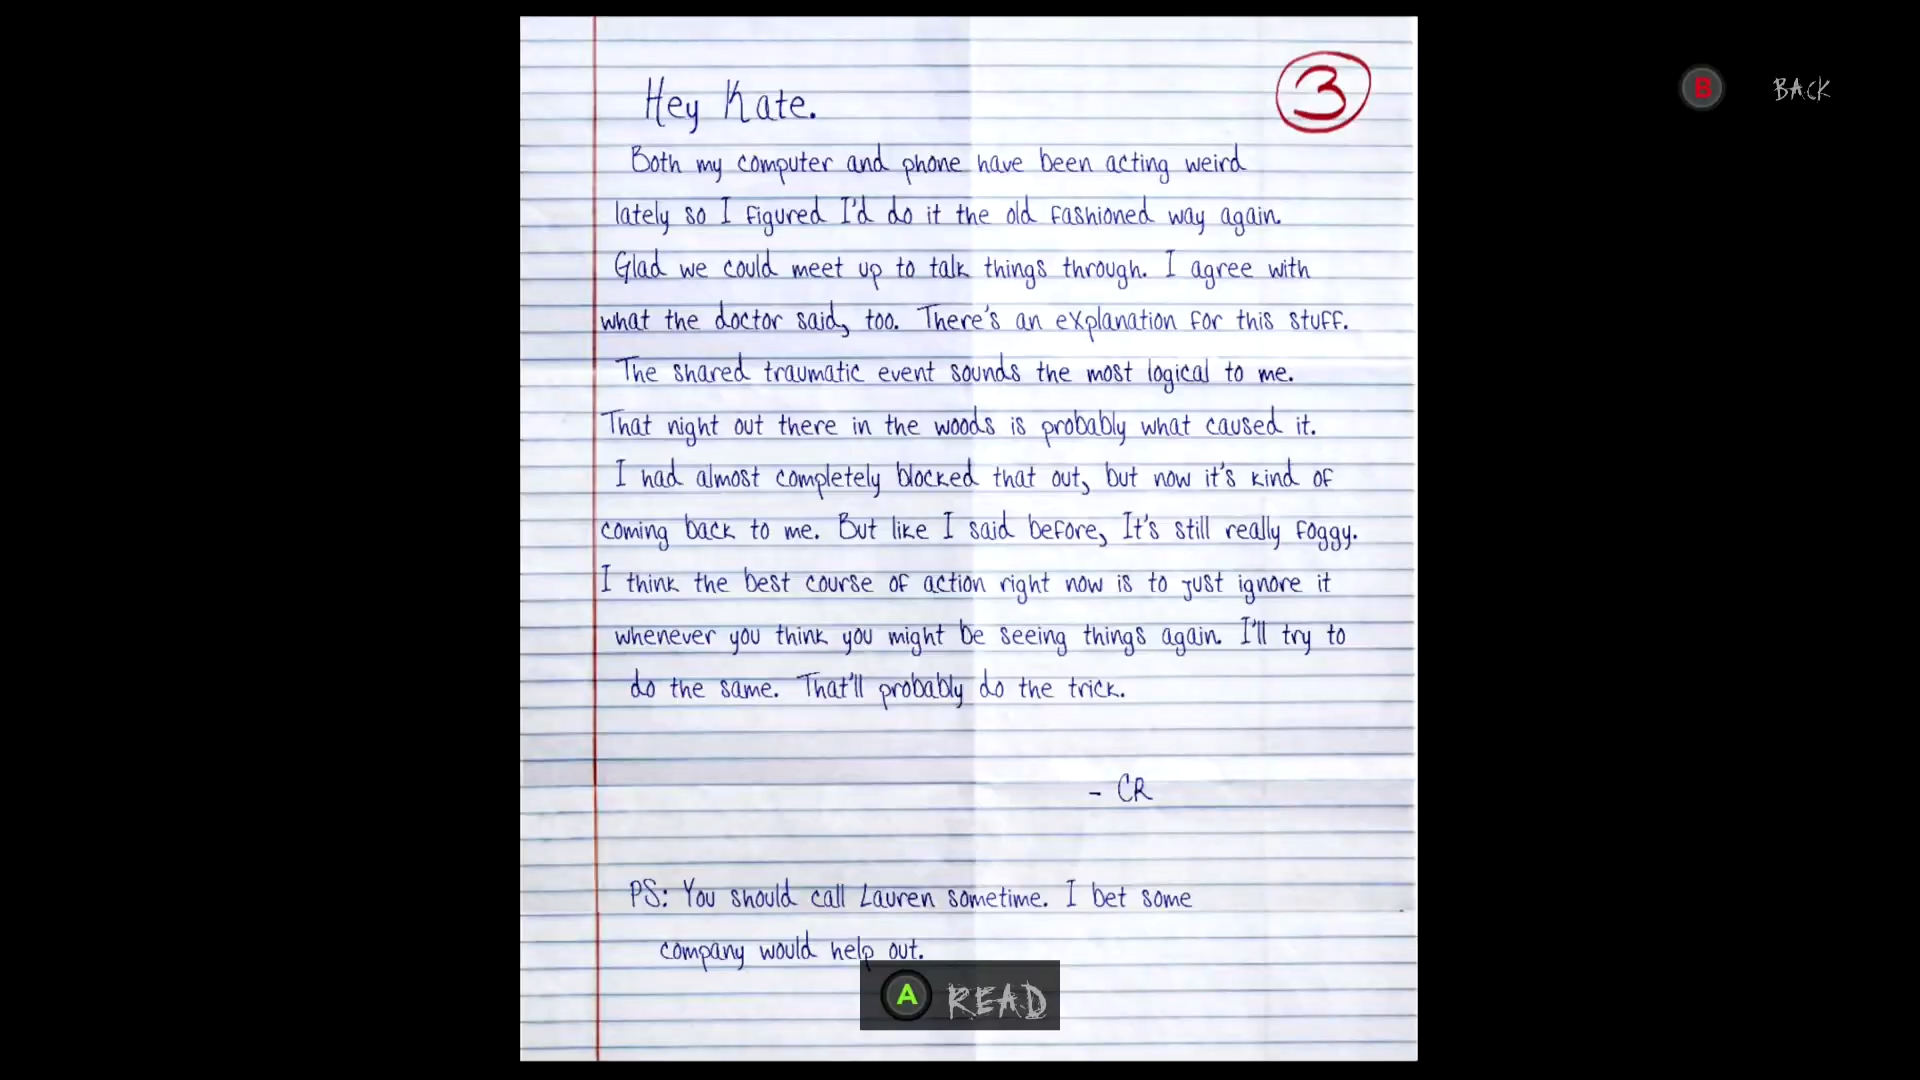 3
Hey Kate.
B BACK
Both my computer and phone have been acting weird
lately so I figured I'd do it the old fashioned way again.
Glad we could meet up to talk things through. I agree with
what the doctor said, too. There's an explanation for this stuff.
The shared traumatic event sounds the most logical to me.
That night out there in the woods is probably what caused it.
I had almost completely blocked that out, but now it's kind of
coming back to me. But like I said before, It's still really foggy.
I think the best course of action right now is to just ignore it
whenever you think you might be seeing things again. I'll try to
do the same. That'll probably do the trick.
- CR
PS: You should call Lauren sometime. I bet some
company would help out.
A READ